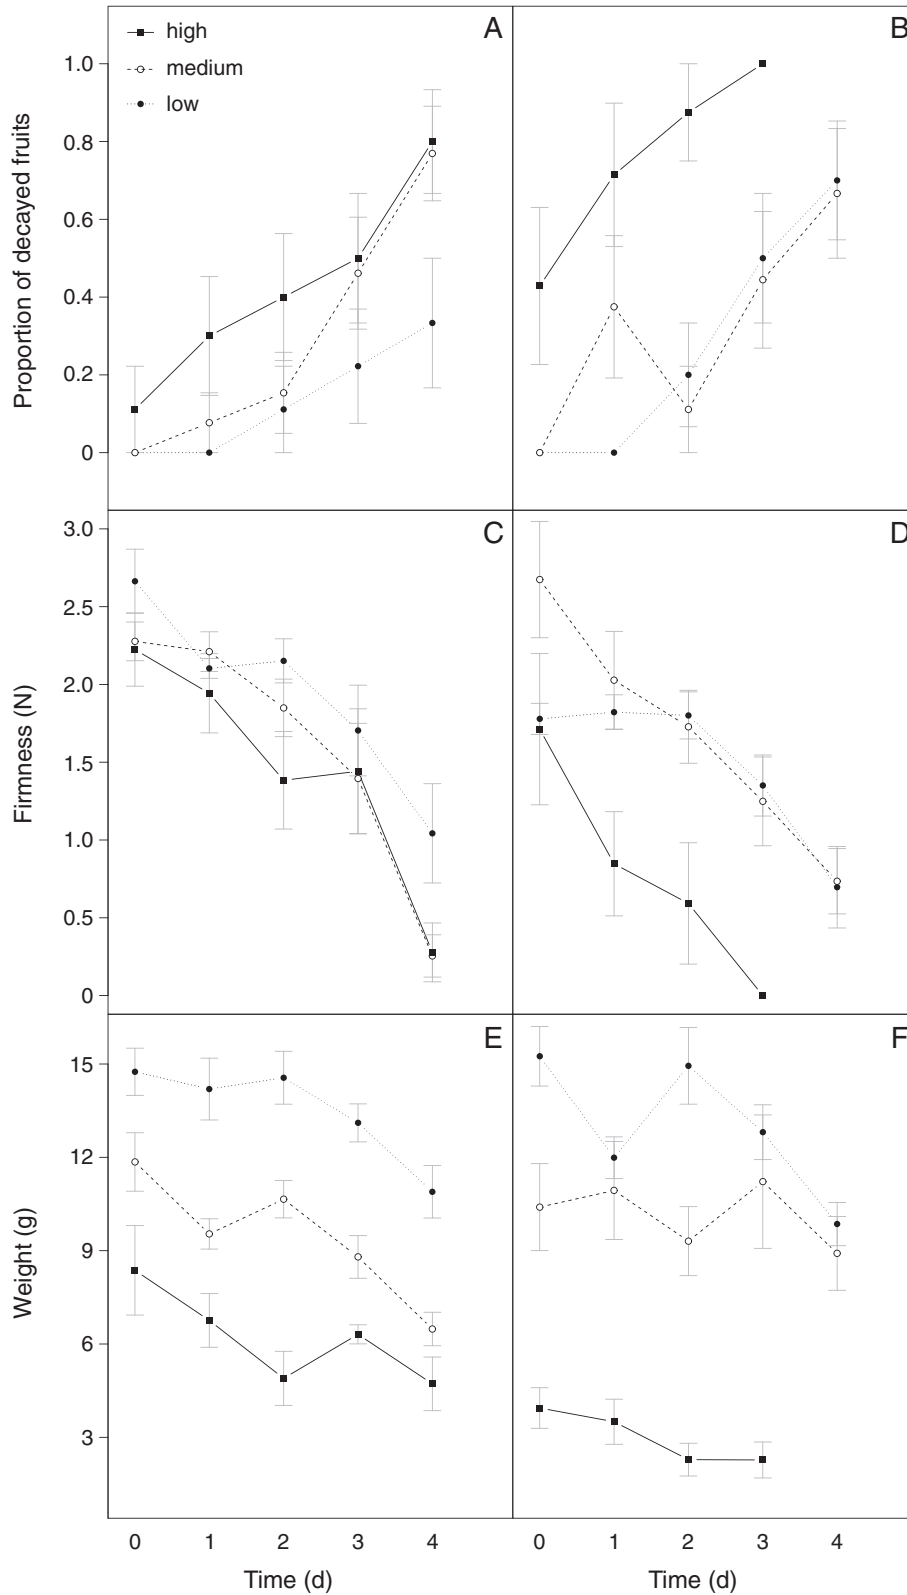 high
medium
low
A
B
Proportion of decayed fruits
1.0
0.8
0.6
0.4
0.2
0
C
D
Firmness (N)
3.0
2.5
2.0
1.5
1.0
0.5
0
E
F
Weight (g)
15
12
9
6
3
0 1 2 3 4 0 1 2 3 4
Time (d) Time (d)